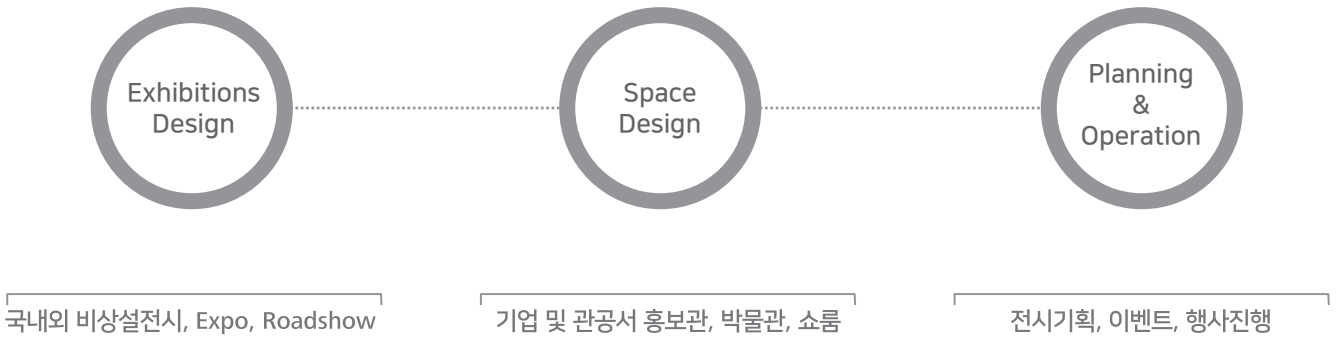 Exhibitions
Design
Space
Design
Planning
&
Operation
국내외 비상설전시, Expo, Roadshow
기업 및 관공서 홍보관, 박물관, 쇼룸
전시기획, 이벤트, 행사진행